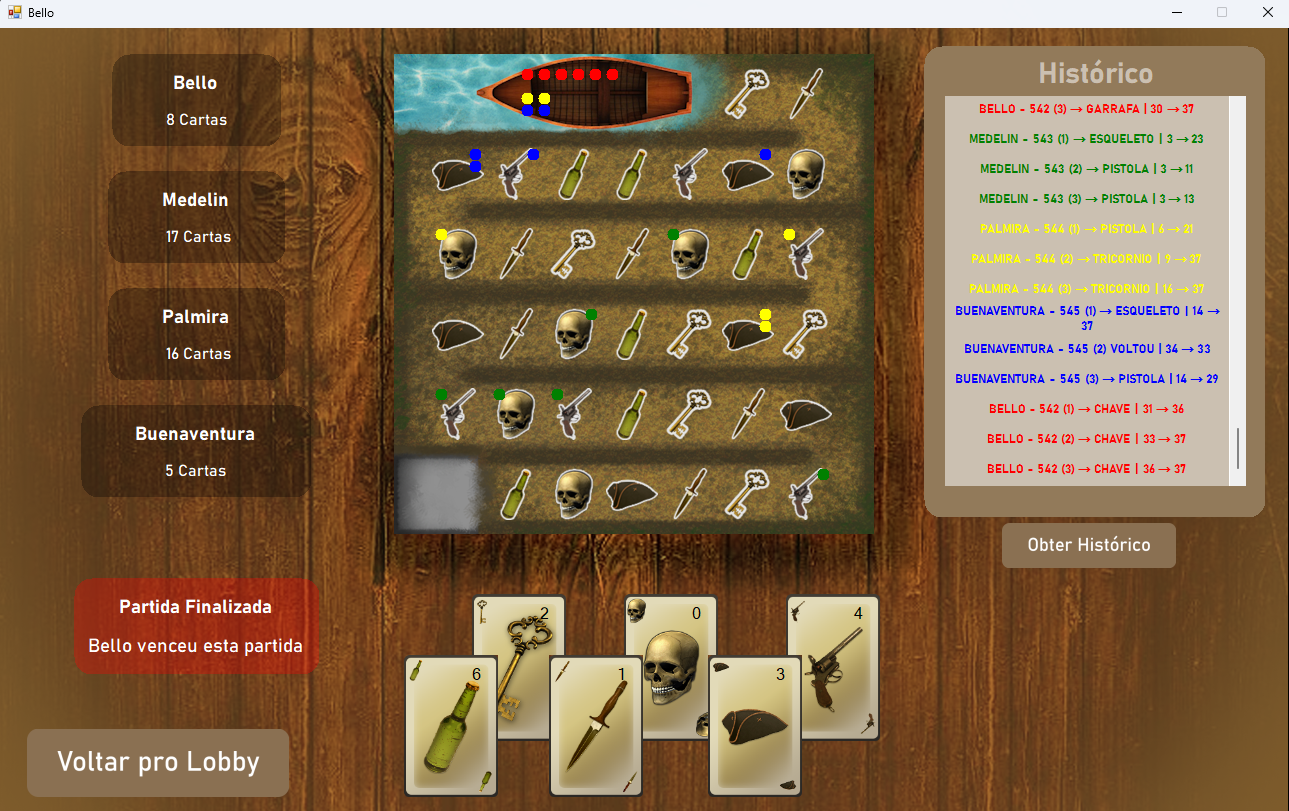 Bello
Bello
8 Cartas
Medelin
17 Cartas
Palmira
16 Cartas
Buenaventura
5 Cartas
Partida Finalizada
Bello venceu esta partida
Voltar pro Lobby
2
0
4
6
1
3
Histórico
BELLO - 542 (3) → GARRAFA | 30 → 37
MEDELIN - 543 (1) → ESQUELETO | 3 → 23
MEDELIN - 543 (2) → PISTOLA | 3 → 11
MEDELIN - 543 (3) → PISTOLA | 3 → 13
PALMIRA - 544 (1) → PISTOLA | 6 → 21
PALMIRA - 544 (2) → TRICORNIO | 9 → 37
PALMIRA - 544 (3) → TRICORNIO | 16 → 37
BUENAVENTURA - 545 (1) → ESQUELETO | 14 →
37
BUENAVENTURA - 545 (2) VOLTOU | 34 → 33
BUENAVENTURA - 545 (3) → PISTOLA | 14 → 29
BELLO - 542 (1) → CHAVE | 31 → 36
BELLO - 542 (2) → CHAVE | 33 → 37
BELLO - 542 (3) → CHAVE | 36 → 37
Obter Histórico